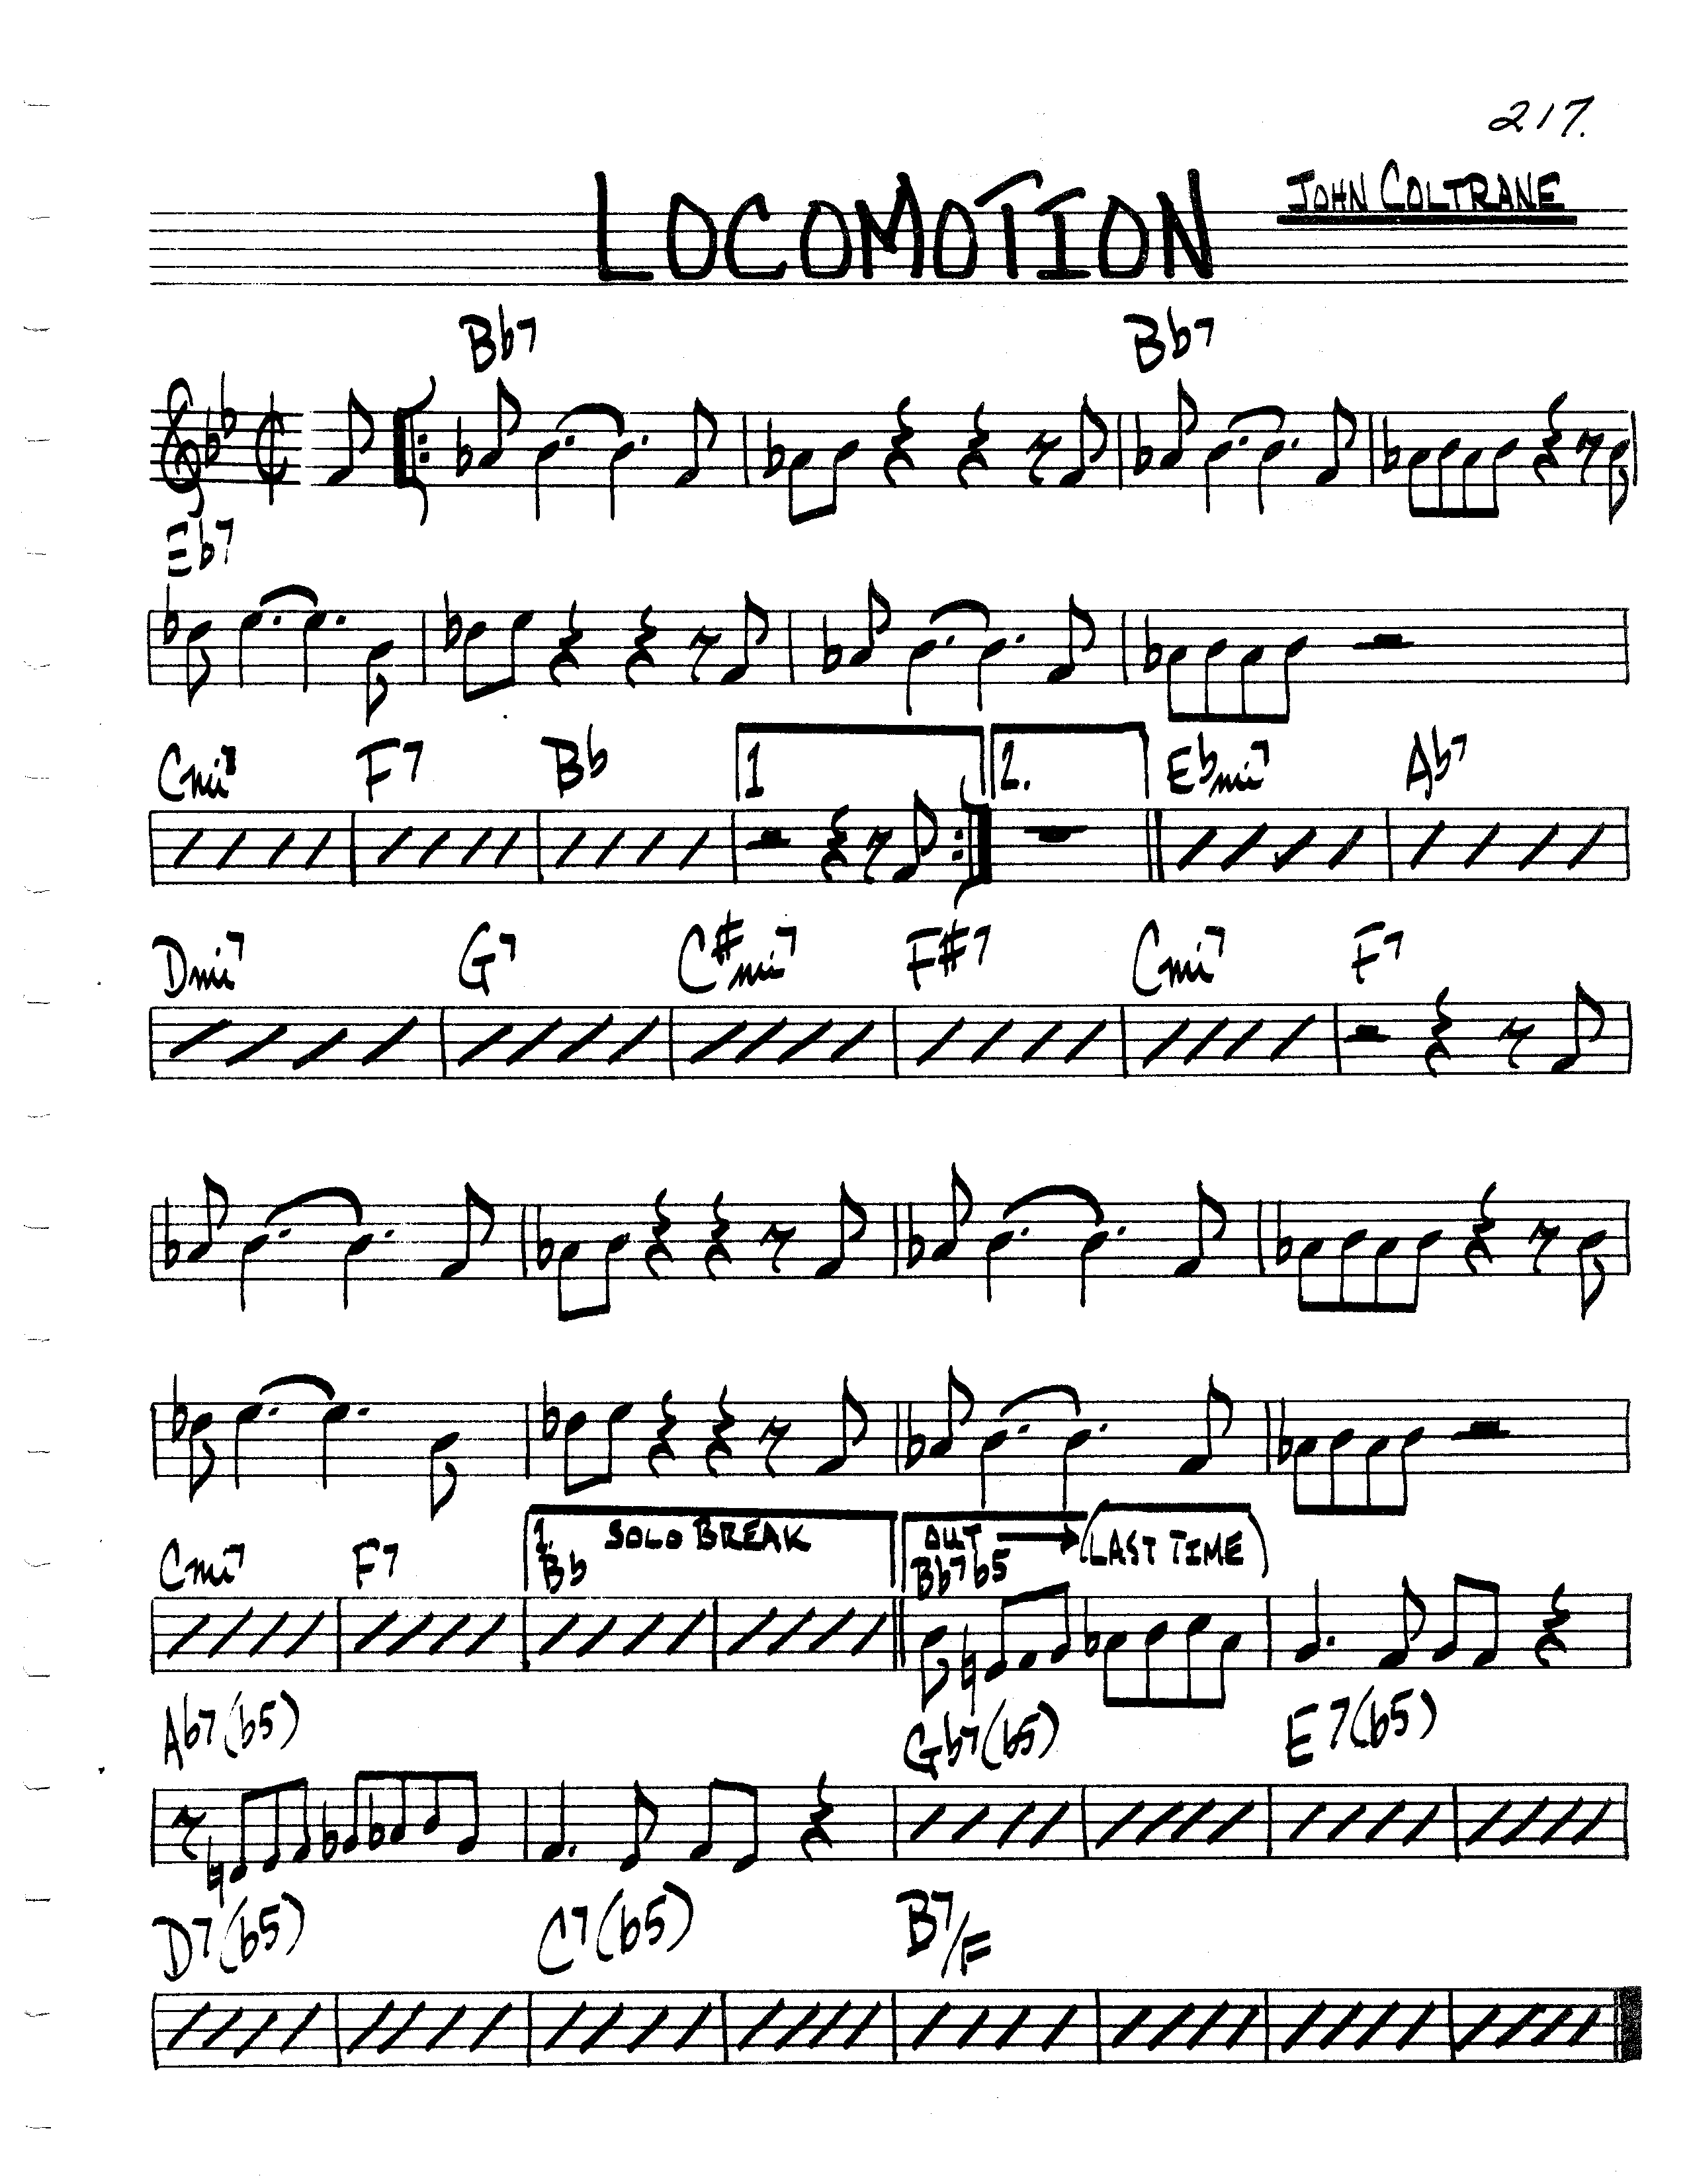 217.
LOCOMOTION
JOHN COLTRANE
Bb7 Bb7
Eb7
Cmi7 F7 Bb 1 2. Ebmi7 Ab7
Dmi7 G7 C#mi7 F#7 Cmi7 F7
1. SOLO BREAK OUT (LAST TIME)
Cmi7 F7 Bb Bb7b5
Ab7(b5) Gb7(b5) E7(b5)
D7(b5) C7(b5) B7/F